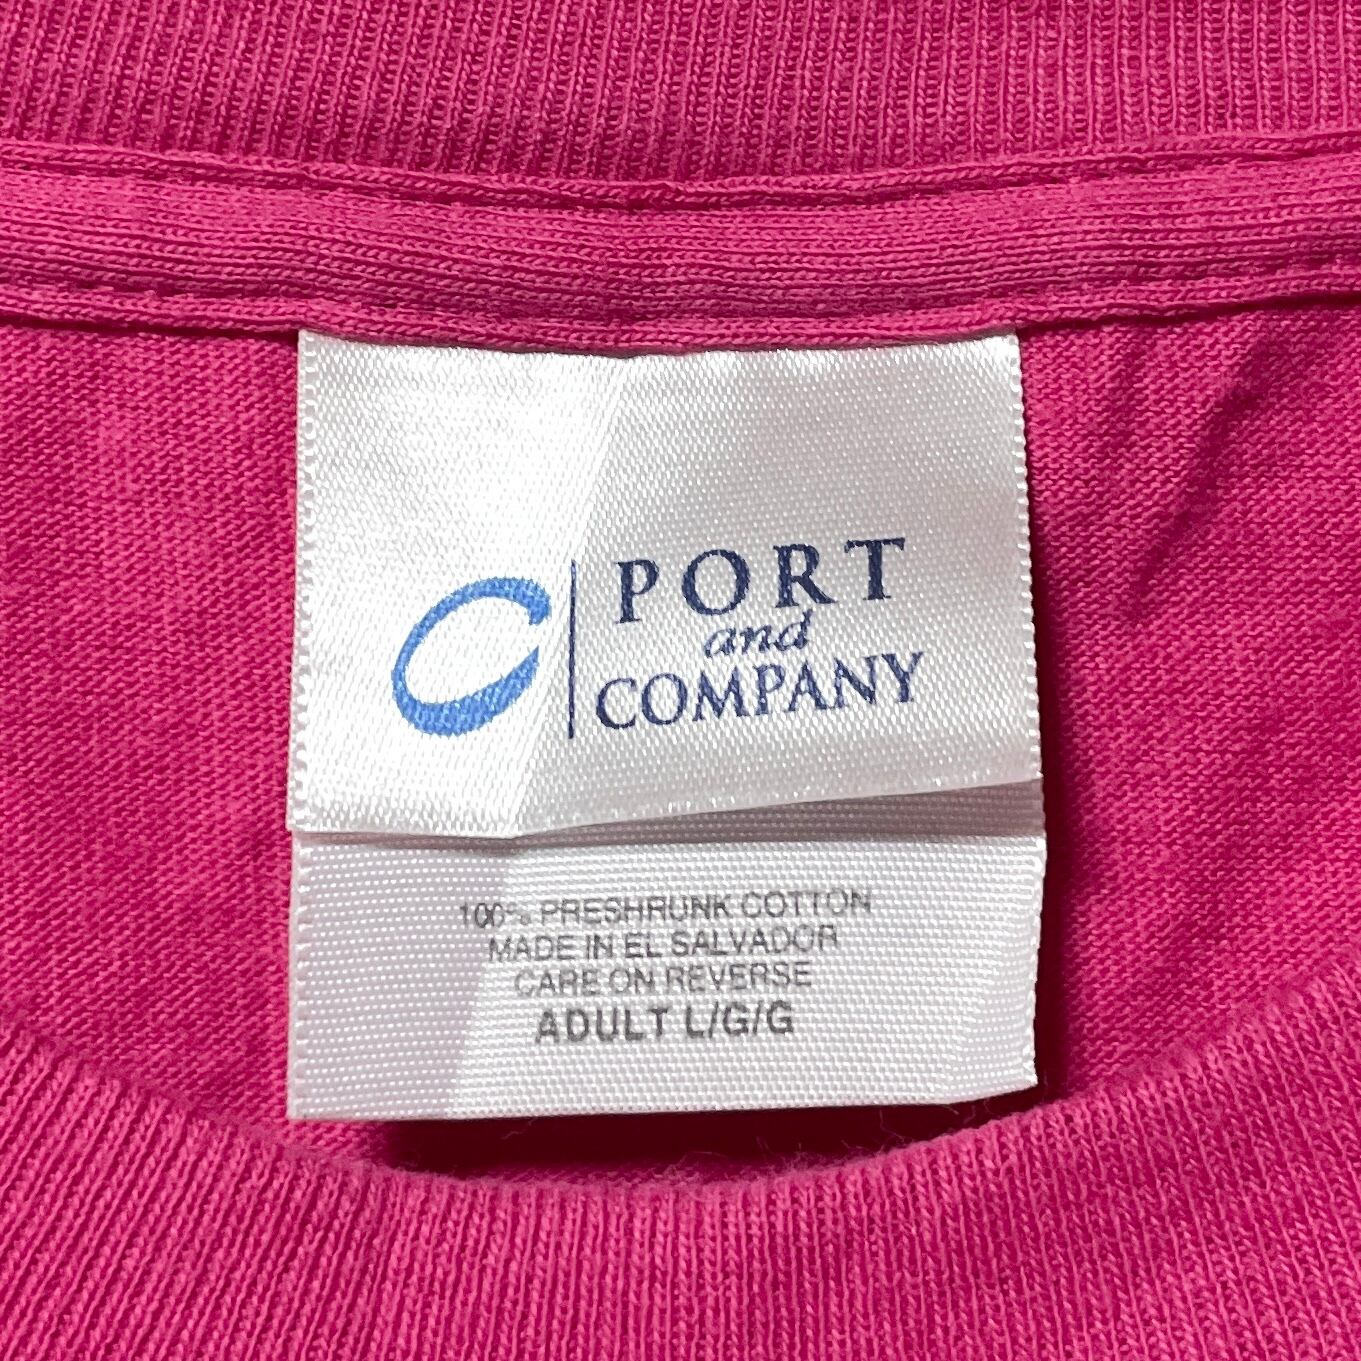 PORT
and
COMPANY
100% PRESHRUNK COTTON
MADE IN EL SALVADOR
CARE ON REVERSE
ADULT L/G/G